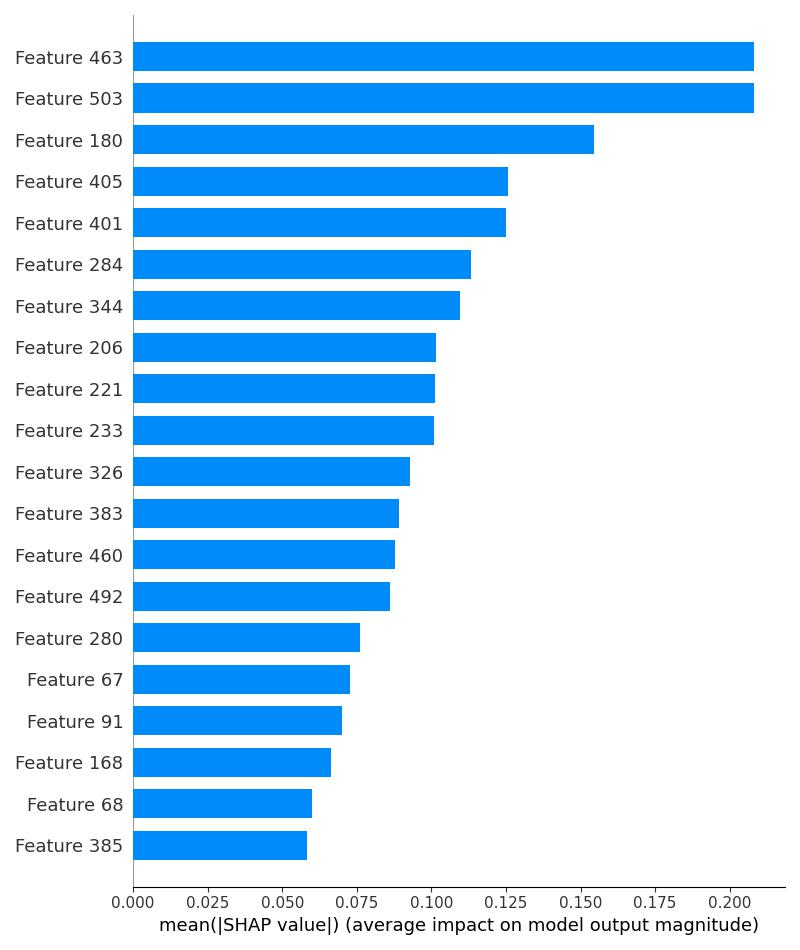 Feature 463
Feature 503
Feature 180
Feature 405
Feature 401
Feature 284
Feature 344
Feature 206
Feature 221
Feature 233
Feature 326
Feature 383
Feature 460
Feature 492
Feature 280
Feature 67
Feature 91
Feature 168
Feature 68
Feature 385
0.000 0.025 0.050 0.075 0.100 0.125 0.150 0.175 0.200
mean(|SHAP value|) (average impact on model output magnitude)